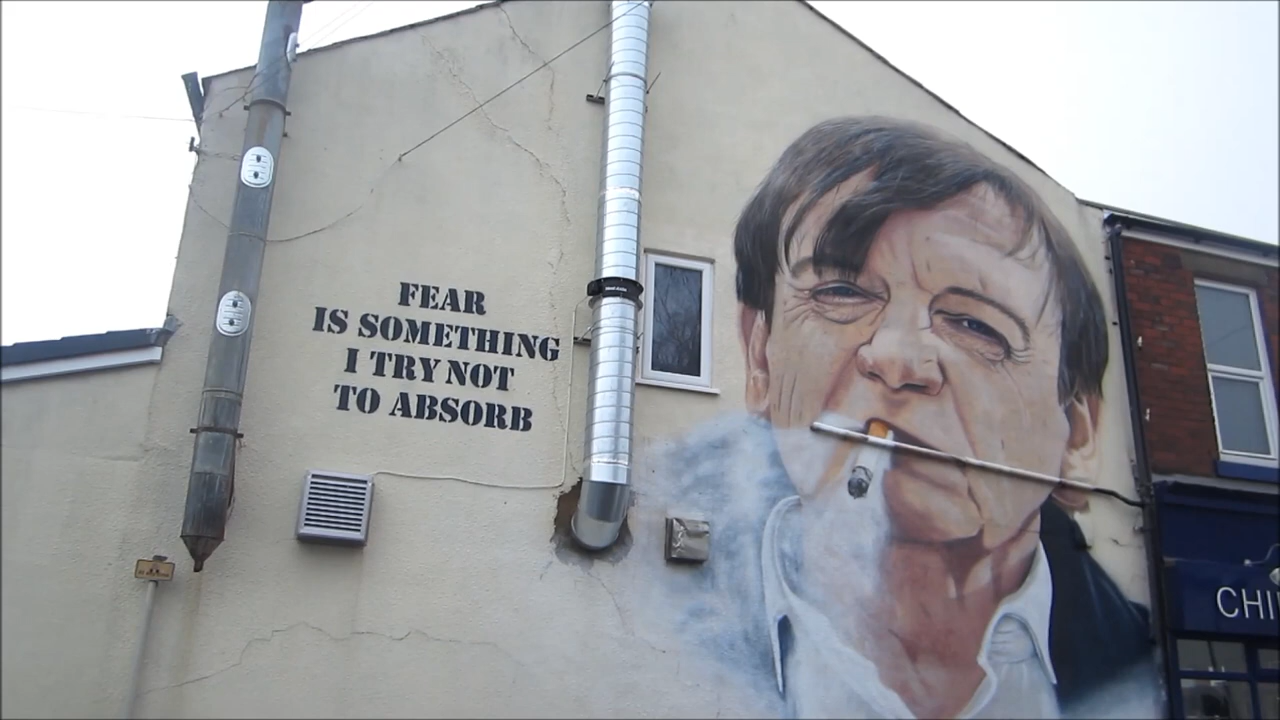 FEAR
IS SOMETHING
I TRY NOT
TO ABSORB
CHI